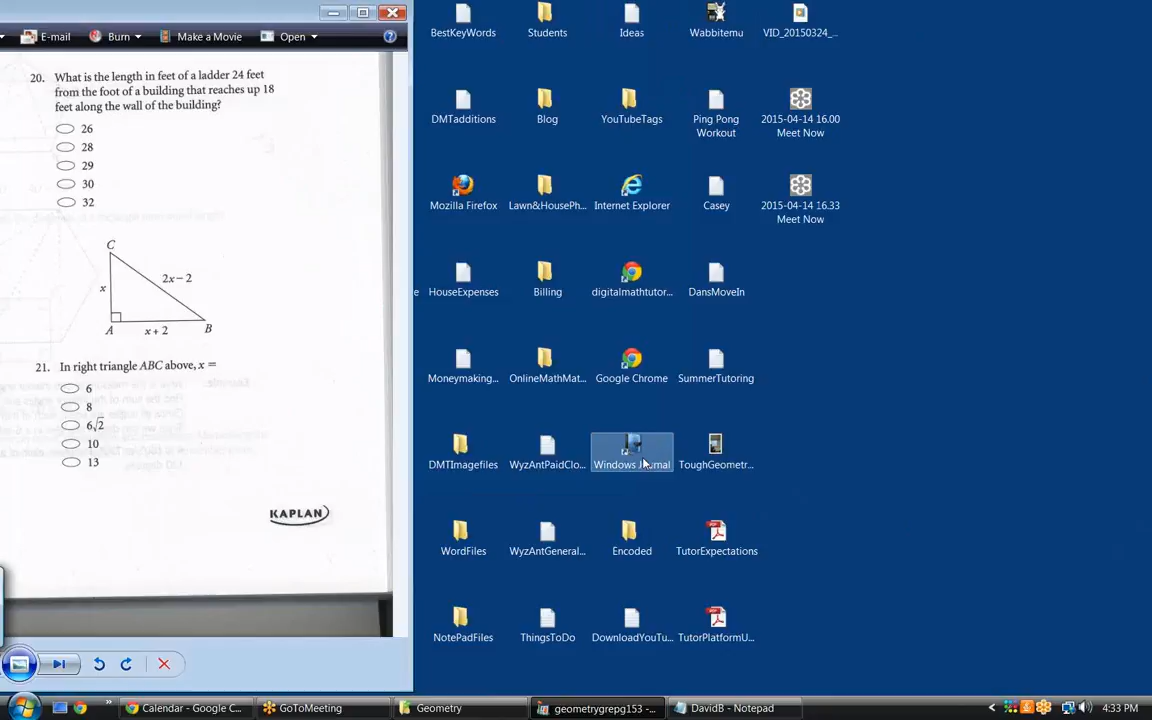 E-mail
Burn
Make a Movie
Open
20. What is the length in feet of a ladder 24 feet
from the foot of a building that reaches up 18
feet along the wall of the building?
26
28
29
30
32
C
x
2x – 2
A
x + 2
B
21. In right triangle ABC above, x =
6
8
6√2
10
13
KAPLAN
BestKeyWords
Students
Ideas
Wabbitemu
VID_20150324_...
DMTadditions
Blog
YouTubeTags
Ping Pong
Workout
2015-04-14 16.00
Meet Now
Mozilla Firefox
Lawn&HousePh...
Internet Explorer
Casey
2015-04-14 16.33
Meet Now
e
HouseExpenses
Billing
digitalmathtutor...
DansMoveIn
Moneymaking...
OnlineMathMat...
Google Chrome
SummerTutoring
DMTImagefiles
WyzAntPaidClo...
Windows Journal
ToughGeometr...
WordFiles
WyzAntGeneral...
Encoded
TutorExpectations
NotePadFiles
ThingsToDo
DownloadYouTu...
TutorPlatformU...
Calendar - Google C...
GoToMeeting
Geometry
geometrygrepg153 -...
DavidB - Notepad
4:33 PM